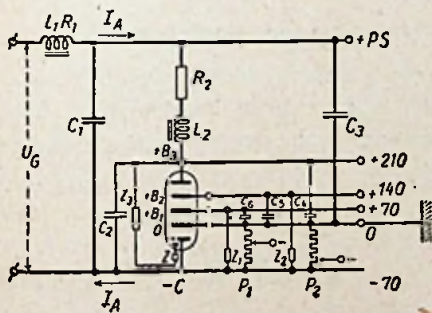 L₁R₁
I_A
+PS
R₂
C₁
L₂
C₃
U_G
+B₃
+210
+B₂
+140
+B₁
+70
0
0
C₂
C₆
C₅
C₄
Z₁
Z₂
I_A
-C
P₁
P₂
-70